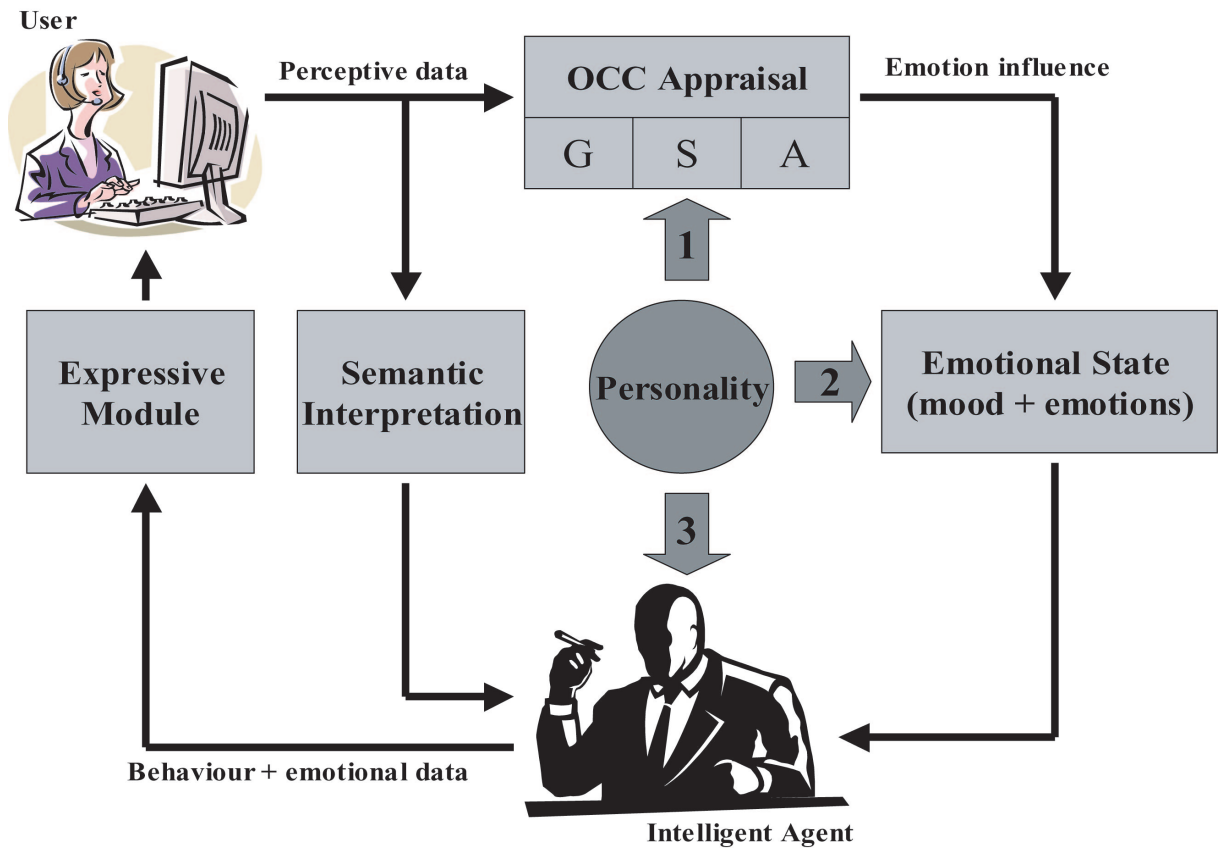 User
Perceptive data
OCC Appraisal
G S A
Emotion influence
1
Expressive
Module
Semantic
Interpretation
Personality
2
Emotional State
(mood + emotions)
3
Behaviour + emotional data
Intelligent Agent